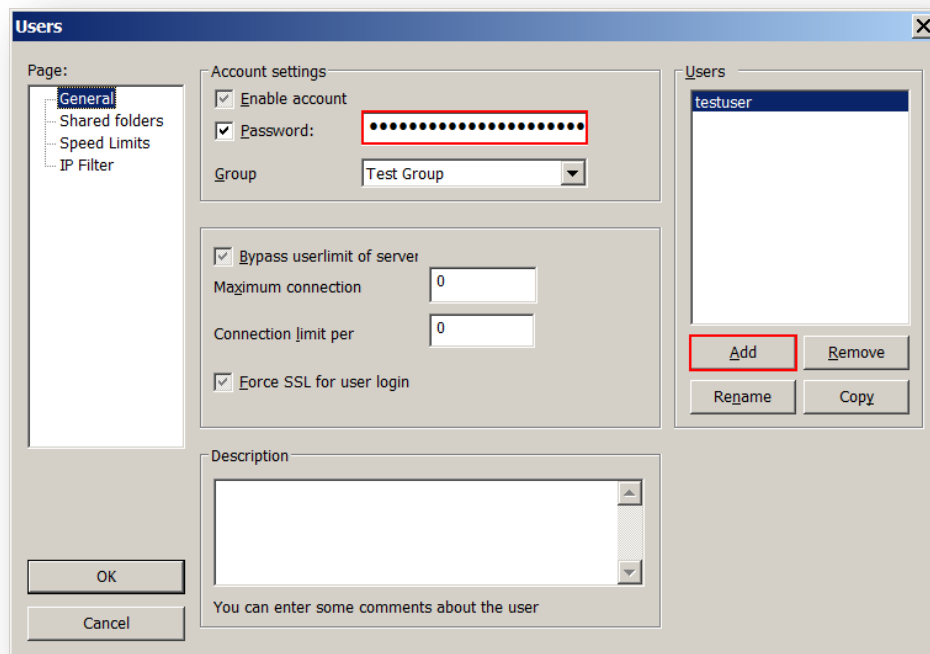 Users
Page:
General
Shared folders
Speed Limits
IP Filter
OK
Cancel
Account settings
Enable account
Password: ••••••••••••••••••••••
Group Test Group
Bypass userlimit of server
Maximum connection 0
Connection limit per 0
Force SSL for user login
Description
You can enter some comments about the user
Users
testuser
Add Remove
Rename Copy